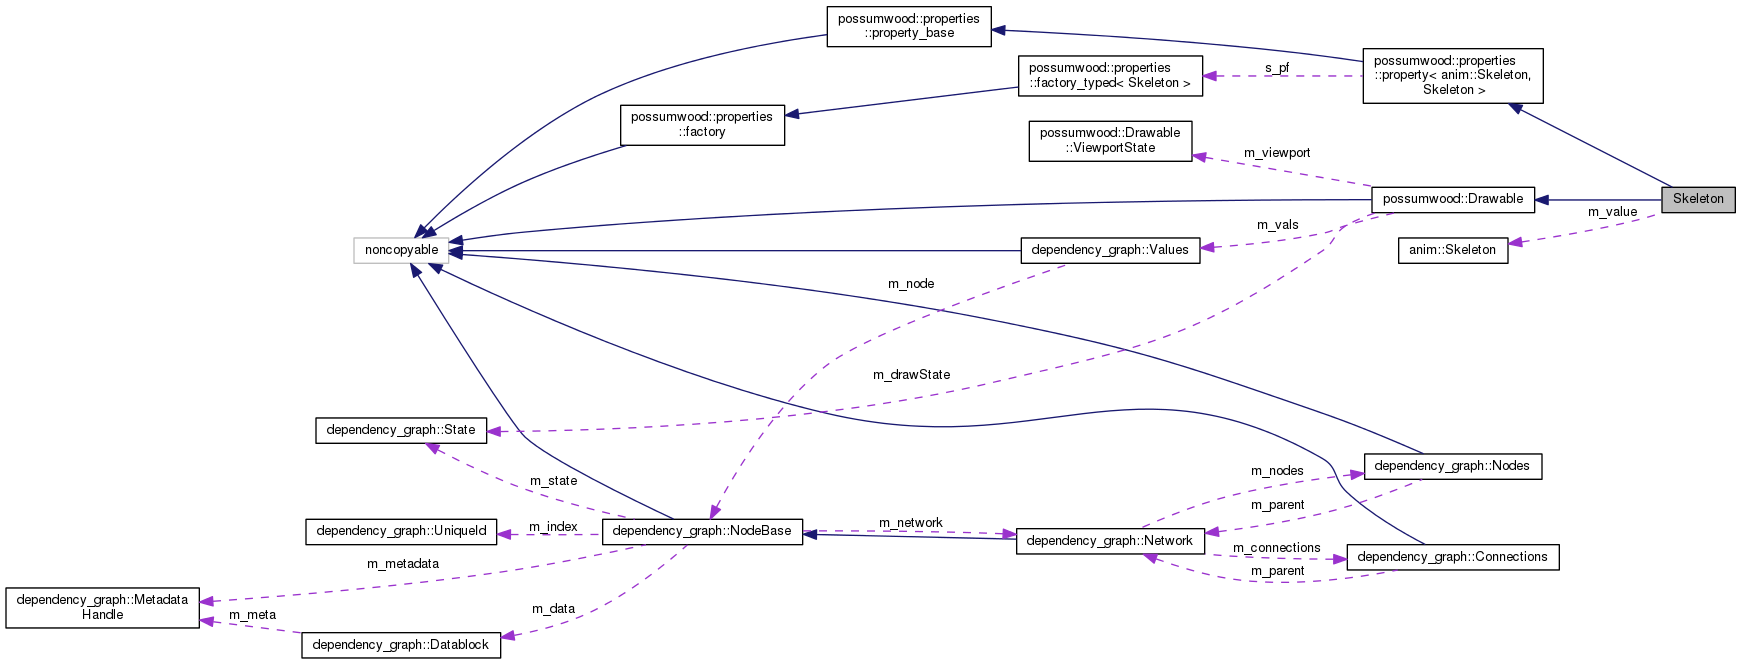 possumwood::properties
::property_base
possumwood::properties
::property< anim::Skeleton,
Skeleton >
possumwood::properties
::factory_typed< Skeleton >
s_pf
possumwood::properties
::factory
possumwood::Drawable
::ViewportState
m_viewport
possumwood::Drawable
Skeleton
m_value
m_vals
noncopyable
dependency_graph::Values
anim::Skeleton
m_node
m_drawState
dependency_graph::State
m_state
m_nodes
dependency_graph::Nodes
m_parent
dependency_graph::UniqueId
m_index
dependency_graph::NodeBase
m_network
dependency_graph::Network
m_connections
dependency_graph::Connections
m_parent
m_metadata
dependency_graph::Metadata
Handle
m_meta
m_data
dependency_graph::Datablock